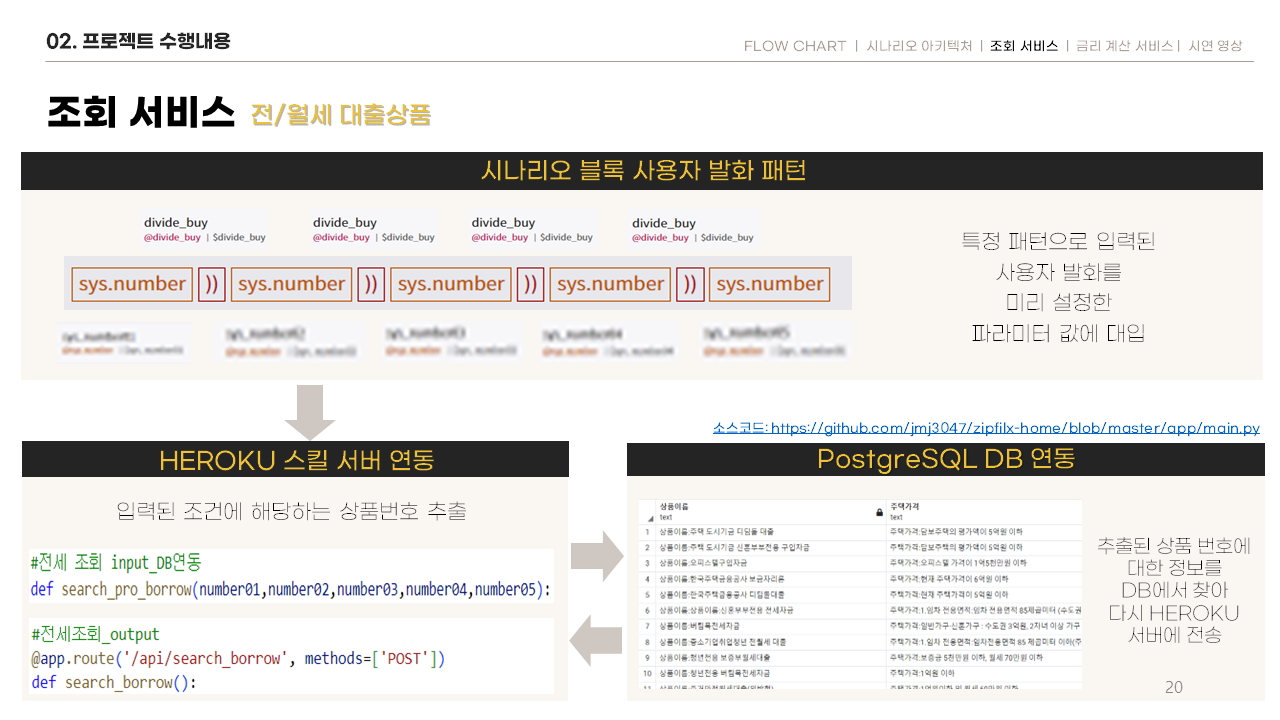 02. 프로젝트 수행내용
FLOW CHART | 시나리오 아키텍처 | 조회 서비스 | 금리 계산 서비스 | 시연 영상
조회 서비스 전/월세 대출상품
시나리오 블록 사용자 발화 패턴
divide_buy divide_buy divide_buy divide_buy
@divide_buy | $divide_buy @divide_buy | $divide_buy @divide_buy | $divide_buy @divide_buy | $divide_buy
sys.number )) sys.number )) sys.number )) sys.number )) sys.number
특정 패턴으로 입력된
사용자 발화를
미리 설정한
파라미터 값에 대입
소스코드: https://github.com/jmj3047/zipfilx-home/blob/master/app/main.py
HEROKU 스킬 서버 연동
입력된 조건에 해당하는 상품번호 추출
#전세 조회 input_DB연동
def search_pro_borrow(number01,number02,number03,number04,number05):
#전세조회_output
@app.route('/api/search_borrow', methods=['POST'])
def search_borrow():
PostgreSQL DB 연동
상품이름 주택가격
text text
1 상품이름:주택 도시기금 디딤돌 대출 주택가격:담보주택의 평가액이 5억원 이하
2 상품이름:주택 도시기금 신혼부부전용 구입자금 주택가격:담보주택의 평가액이 5억원 이하
3 상품이름:오피스텔구입자금 주택가격:오피스텔 가격이 1억5천만원 이하
4 상품이름:한국주택금융공사 보금자리론 주택가격:현재 주택가격이 6억원 이하
5 상품이름:한국주택금융공사 디딤돌대출 주택가격:현재 주택가격이 5억원 이하
6 상품이름:상품이름:신혼부부전용 전세자금 주택가격:1.임차 전용면적:임차 전용면적 85제곱미터 (수도권
7 상품이름:버팀목전세자금 주택가격:일반가구·신혼가구 : 수도권 3억원, 2자녀 이상 가구
8 상품이름:중소기업취업청년 전월세 대출 주택가격:1.임차 전용면적:임차전용면적 85 제곱미터 이하(주
9 상품이름:청년전용 보증부월세대출 주택가격:보증금 5천만원 이하, 월세 70만원 이하
10 상품이름:청년전용 버팀목전세자금 주택가격:1억원 이하
추출된 상품 번호에
대한 정보를
DB에서 찾아
다시 HEROKU
서버에 전송
20